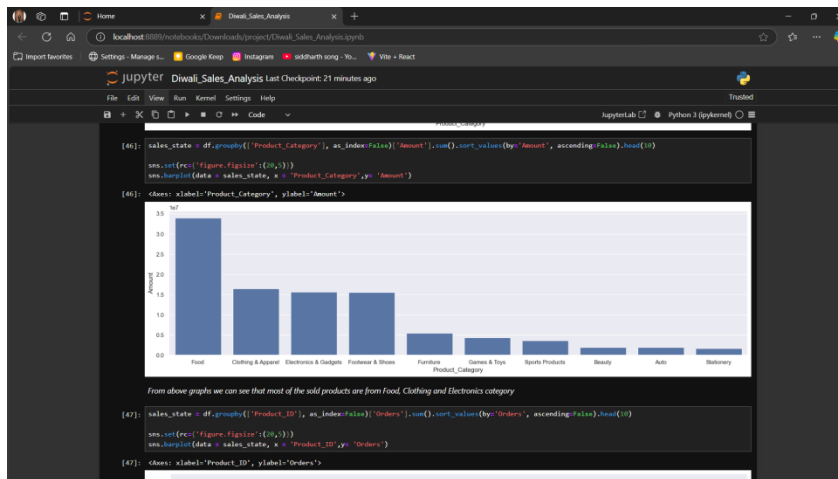 Home
Diwali_Sales_Analysis
localhost:8889/notebooks/Downloads/project/Diwali_Sales_Analysis.ipynb
Import favorites Settings - Manage s... Google Keep Instagram siddharth song - Yo... Vite + React
jupyter Diwali_Sales_Analysis Last Checkpoint: 21 minutes ago
File Edit View Run Kernel Settings Help Trusted
Code JupyterLab Python 3 (ipykernel)
Product_Category
[46]: sales_state = df.groupby(['Product_Category'], as_index=False)['Amount'].sum().sort_values(by='Amount', ascending=False).head(10)
sns.set(rc={'figure.figsize':(20,5)})
sns.barplot(data = sales_state, x = 'Product_Category',y= 'Amount')
[46]: <Axes: xlabel='Product_Category', ylabel='Amount'>
1e7
3.5
3.0
2.5
2.0
1.5
1.0
0.5
0.0
Amount
Food Clothing & Apparel Electronics & Gadgets Footwear & Shoes Furniture Games & Toys Sports Products Beauty Auto Stationery
Product_Category
From above graphs we can see that most of the sold products are from Food, Clothing and Electronics category
[47]: sales_state = df.groupby(['Product_ID'], as_index=False)['Orders'].sum().sort_values(by='Orders', ascending=False).head(10)
sns.set(rc={'figure.figsize':(20,5)})
sns.barplot(data = sales_state, x = 'Product_ID',y= 'Orders')
[47]: <Axes: xlabel='Product_ID', ylabel='Orders'>